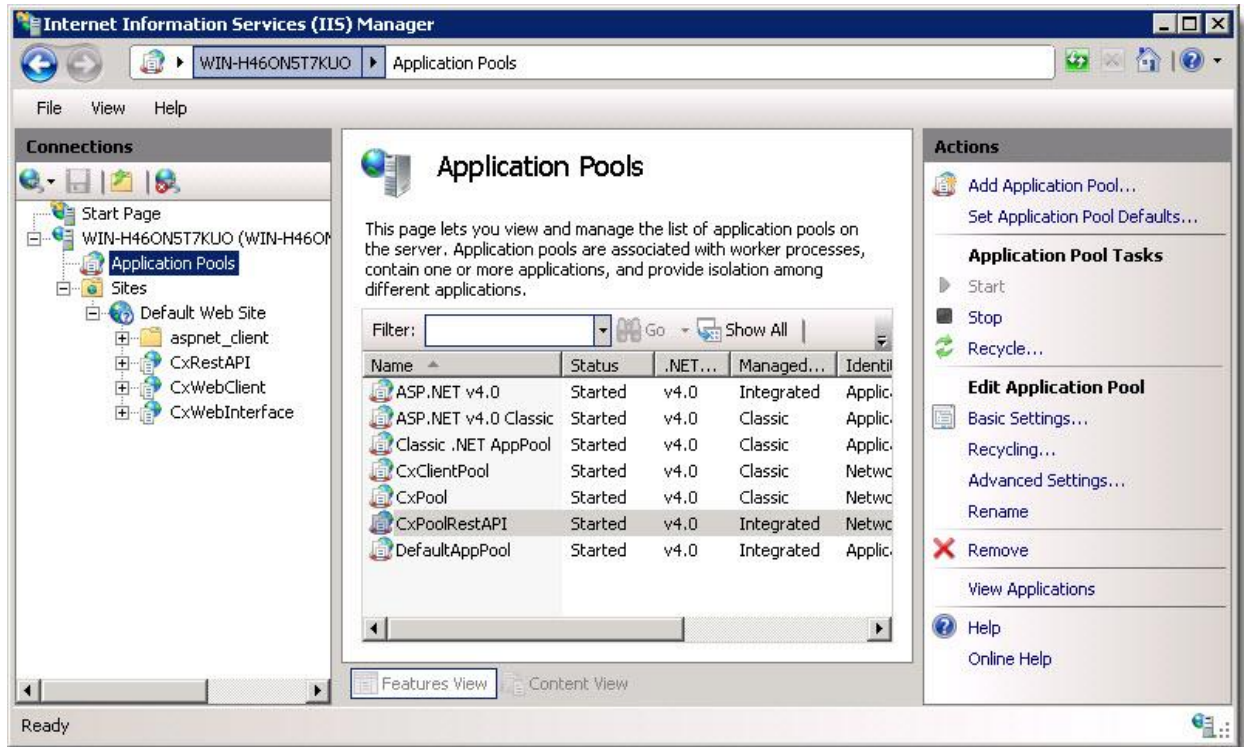 Internet Information Services (IIS) Manager
WIN-H46ON5T7KUO Application Pools
File View Help
Connections
Start Page
WIN-H46ON5T7KUO (WIN-H46ON
Application Pools
Sites
Default Web Site
aspnet_client
CxRestAPI
CxWebClient
CxWebInterface
Application Pools
This page lets you view and manage the list of application pools on
the server. Application pools are associated with worker processes,
contain one or more applications, and provide isolation among
different applications.
Filter: Go Show All
Name Status .NET... Managed... Identit
ASP.NET v4.0 Started v4.0 Integrated Applic
ASP.NET v4.0 Classic Started v4.0 Classic Applic
Classic .NET AppPool Started v4.0 Classic Applic
CxClientPool Started v4.0 Classic Netwo
CxPool Started v4.0 Classic Netwo
CxPoolRestAPI Started v4.0 Integrated Netwo
DefaultAppPool Started v4.0 Integrated Applic
Features View Content View
Actions
Add Application Pool...
Set Application Pool Defaults...
Application Pool Tasks
Start
Stop
Recycle...
Edit Application Pool
Basic Settings...
Recycling...
Advanced Settings...
Rename
Remove
View Applications
Help
Online Help
Ready